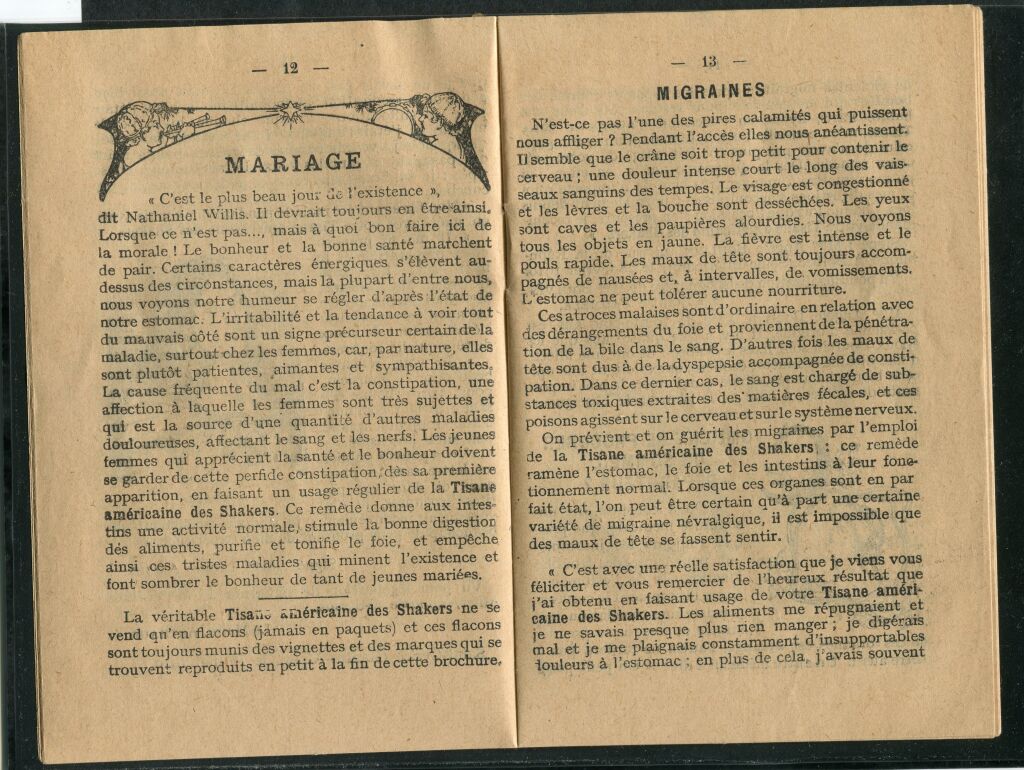 — 12 —
MARIAGE
« C'est le plus beau jour de l'existence »,
dit Nathaniel Willis. Il devrait toujours en être ainsi.
Lorsque ce n'est pas..., mais à quoi bon faire ici de
la morale ! Le bonheur et la bonne santé marchent
de pair. Certains caractères énergiques s'élèvent au-
dessus des circonstances, mais la plupart d'entre nous,
nous voyons notre humeur se régler d'après l'état de
notre estomac. L'irritabilité et la tendance à voir tout
du mauvais côté sont un signe précurseur certain de la
maladie, surtout chez les femmes, car, par nature, elles
sont plutôt patientes, aimantes et sympathisantes.
La cause fréquente du mal c'est la constipation, une
affection à laquelle les femmes sont très sujettes et
qui est la source d'une quantité d'autres maladies
douloureuses, affectant le sang et les nerfs. Les jeunes
femmes qui apprécient la santé et le bonheur doivent
se garder de cette perfide constipation, dès sa première
apparition, en faisant un usage régulier de la Tisane
américaine des Shakers. Ce remède donne aux intes-
tins une activité normale, stimule la bonne digestion
des aliments, purifie et tonifie le foie, et empêche
ainsi ces tristes maladies qui minent l'existence et
font sombrer le bonheur de tant de jeunes mariées.
La véritable Tisane américaine des Shakers ne se
vend qu'en flacons (jamais en paquets) et ces flacons
sont toujours munis des vignettes et des marques qui se
trouvent reproduits en petit à la fin de cette brochure.
— 13 —
MIGRAINES
N'est-ce pas l'une des pires calamités qui puissent
nous affliger ? Pendant l'accès elles nous anéantissent.
Il semble que le crâne soit trop petit pour contenir le
cerveau ; une douleur intense court le long des vais-
seaux sanguins des tempes. Le visage est congestionné
et les lèvres et la bouche sont desséchées. Les yeux
sont caves et les paupières alourdies. Nous voyons
tous les objets en jaune. La fièvre est intense et le
pouls rapide. Les maux de tête sont toujours accom-
pagnés de nausées et, à intervalles, de vomissements.
L'estomac ne peut tolérer aucune nourriture.
Ces atroces malaises sont d'ordinaire en relation avec
des dérangements du foie et proviennent de la pénétra-
tion de la bile dans le sang. D'autres fois les maux de
tête sont dus à de la dyspepsie accompagnée de consti-
pation. Dans ce dernier cas, le sang est chargé de sub-
stances toxiques extraites des matières fécales, et ces
poisons agissent sur le cerveau et sur le système nerveux.
On prévient et on guérit les migraines par l'emploi
de la Tisane américaine des Shakers : ce remède
ramène l'estomac, le foie et les intestins à leur fonc-
tionnement normal. Lorsque ces organes sont en par
fait état, l'on peut être certain qu'à part une certaine
variété de migraine névralgique, il est impossible que
des maux de tête se fassent sentir.
« C'est avec une réelle satisfaction que je viens vous
féliciter et vous remercier de l'heureux résultat que
j'ai obtenu en faisant usage de votre Tisane améri-
caine des Shakers. Les aliments me répugnaient et
je ne savais presque plus rien manger ; je digérais
mal et je me plaignais constamment d'insupportables
douleurs à l'estomac ; en plus de cela, j'avais souvent